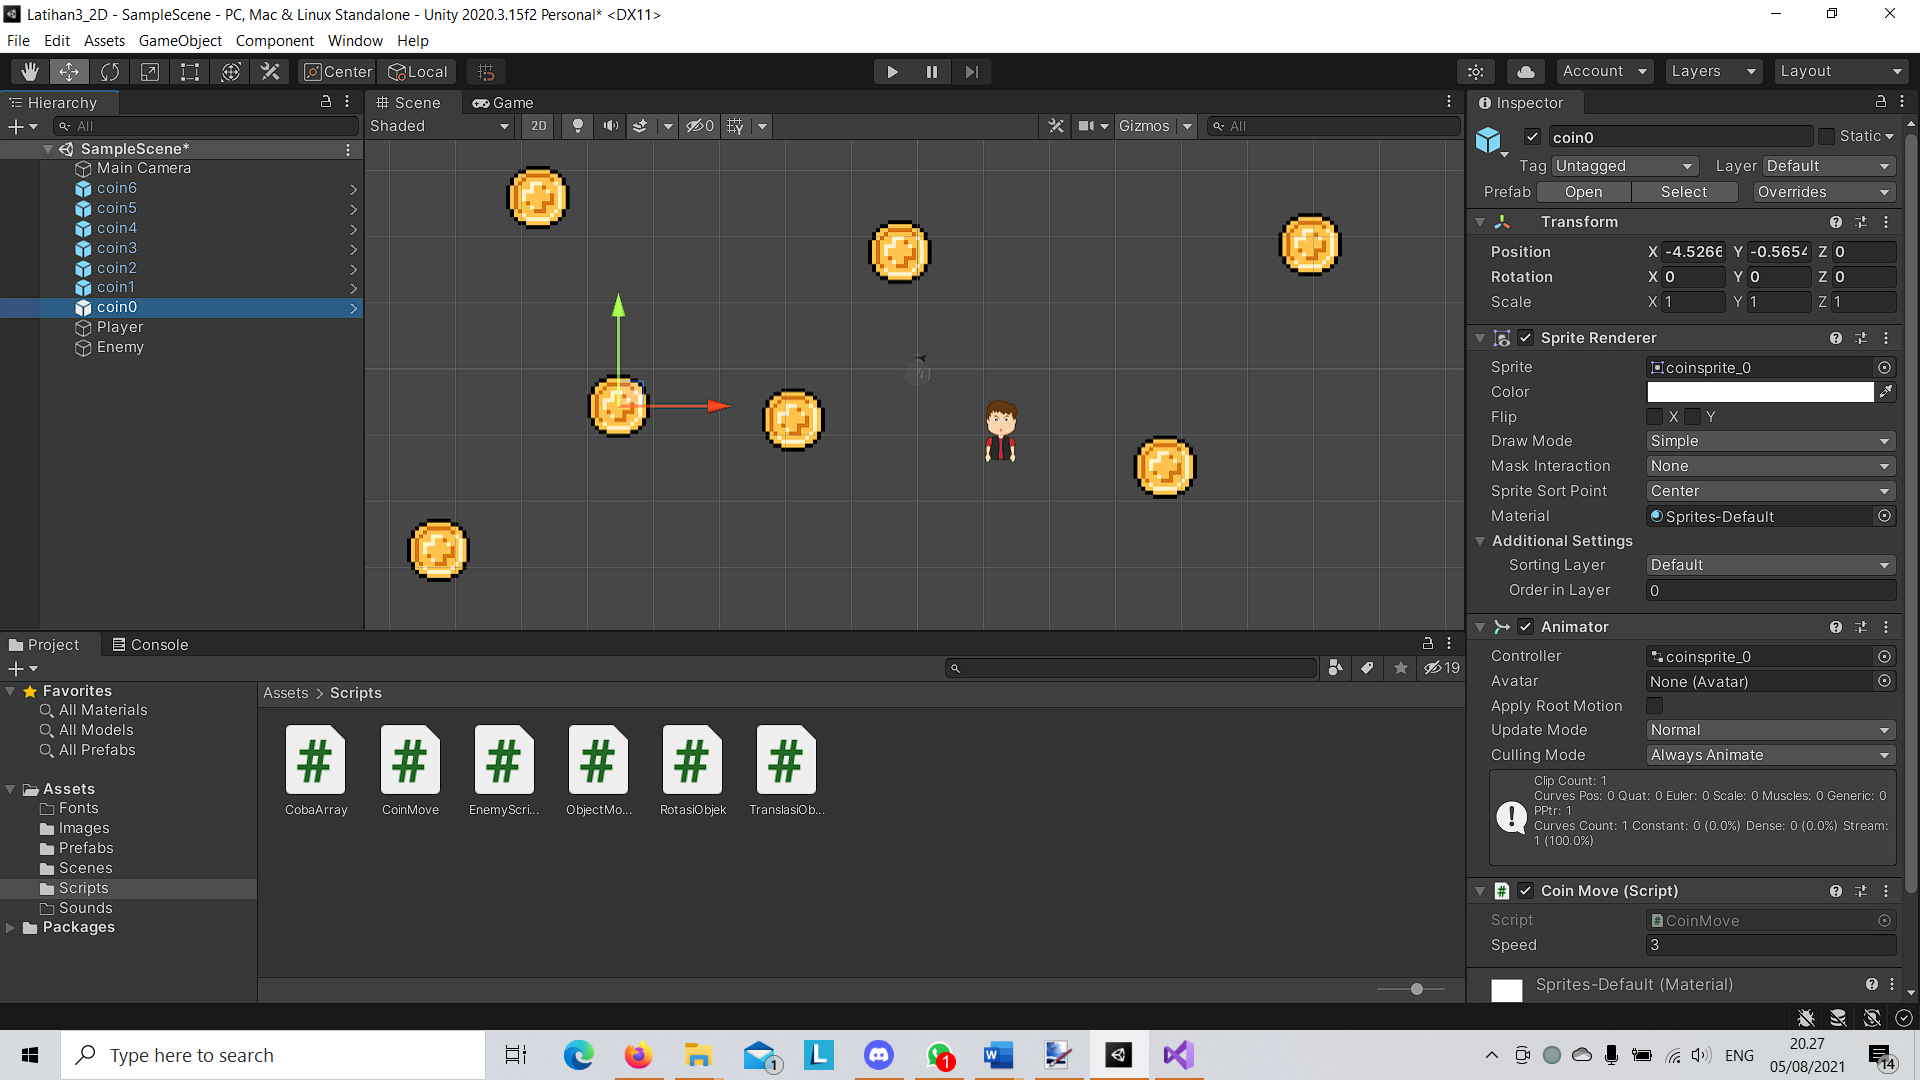 Latihan3_2D - SampleScene - PC, Mac & Linux Standalone - Unity 2020.3.15f2 Personal* <DX11>
File Edit Assets GameObject Component Window Help
Center Local Account Layers Layout
Hierarchy
All
SampleScene*
Main Camera
coin6
coin5
coin4
coin3
coin2
coin1
coin0
Player
Enemy
Scene Game
Shaded 2D 0 Gizmos All
Inspector
coin0 Static
Tag Untagged Layer Default
Prefab Open Select Overrides
Transform
Position X -4.5266 Y -0.5654 Z 0
Rotation X 0 Y 0 Z 0
Scale X 1 Y 1 Z 1
Sprite Renderer
Sprite coinsprite_0
Color
Flip X Y
Draw Mode Simple
Mask Interaction None
Sprite Sort Point Center
Material Sprites-Default
Additional Settings
Sorting Layer Default
Order in Layer 0
Animator
Controller coinsprite_0
Avatar None (Avatar)
Apply Root Motion
Update Mode Normal
Culling Mode Always Animate
Clip Count: 1
Curves Pos: 0 Quat: 0 Euler: 0 Scale: 0 Muscles: 0 Generic: 0
PPtr: 1
Curves Count: 1 Constant: 0 (0.0%) Dense: 0 (0.0%) Stream:
1 (100.0%)
Coin Move (Script)
Script CoinMove
Speed 3
Sprites-Default (Material)
Project Console
19
Favorites
All Materials
All Models
All Prefabs
Assets
Fonts
Images
Prefabs
Scenes
Scripts
Sounds
Packages
Assets > Scripts
CobaArray CoinMove EnemyScri... ObjectMo... RotasiObjek TranslasiOb...
Type here to search
1
1
ENG
20.27
05/08/2021
14